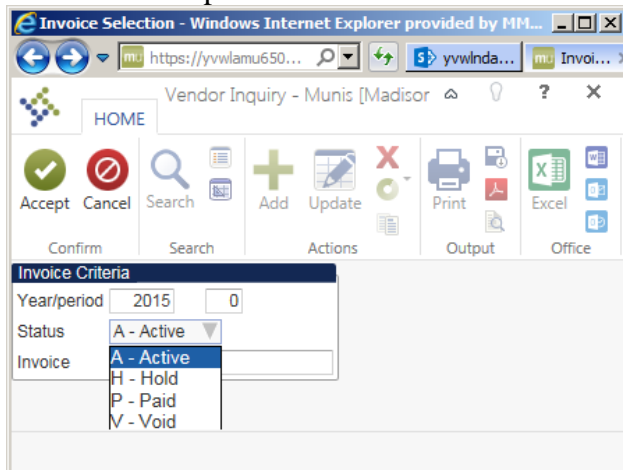 Invoice Selection - Windows Internet Explorer provided by MM...
https://yvwlamu650... yvwlnda... mu Invoi...
Vendor Inquiry - Munis [Madisor ?
HOME
Accept Cancel Search Add Update Print Excel
Confirm Search Actions Output Office
Invoice Criteria
Year/period 2015 0
Status A - Active
Invoice
A - Active
H - Hold
P - Paid
V - Void